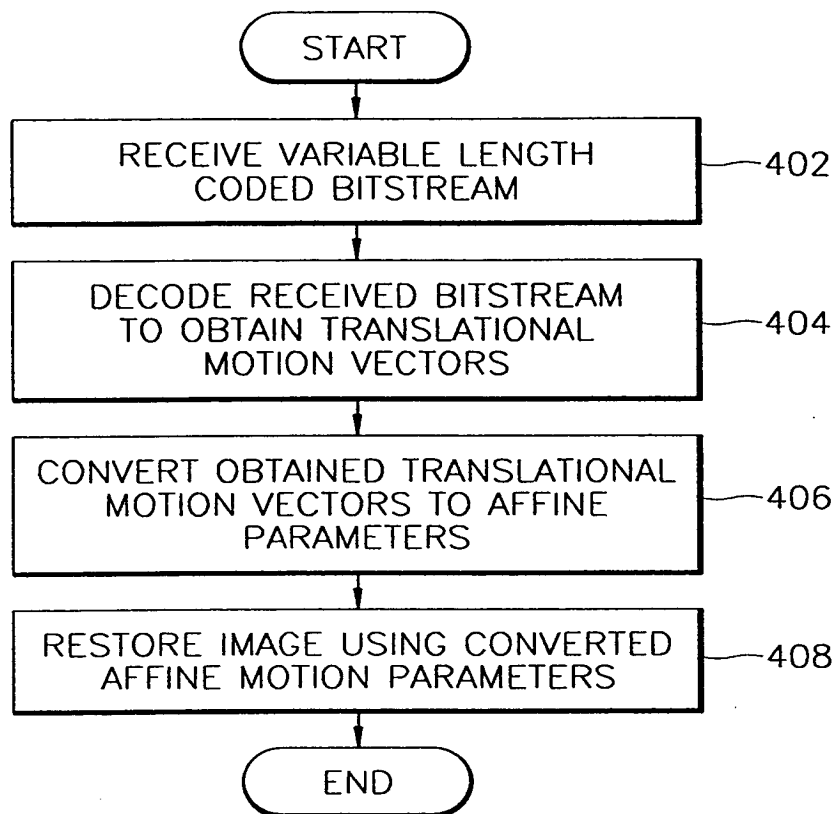 START
RECEIVE VARIABLE LENGTH
CODED BITSTREAM
402
DECODE RECEIVED BITSTREAM
TO OBTAIN TRANSLATIONAL
MOTION VECTORS
404
CONVERT OBTAINED TRANSLATIONAL
MOTION VECTORS TO AFFINE
PARAMETERS
406
RESTORE IMAGE USING CONVERTED
AFFINE MOTION PARAMETERS
408
END